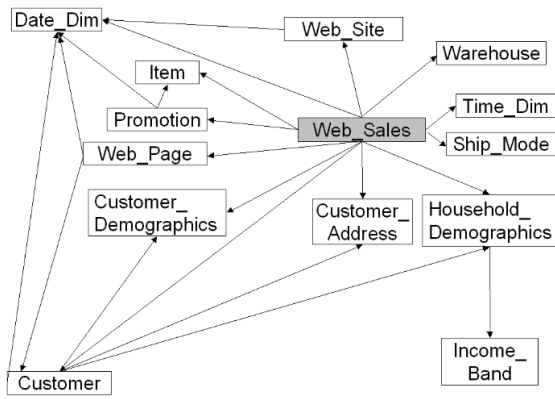 Date_Dim
Web_Site
Warehouse
Item
Time_Dim
Promotion
Web_Sales
Ship_Mode
Web_Page
Customer_
Demographics
Customer_
Address
Household_
Demographics
Income_
Band
Customer